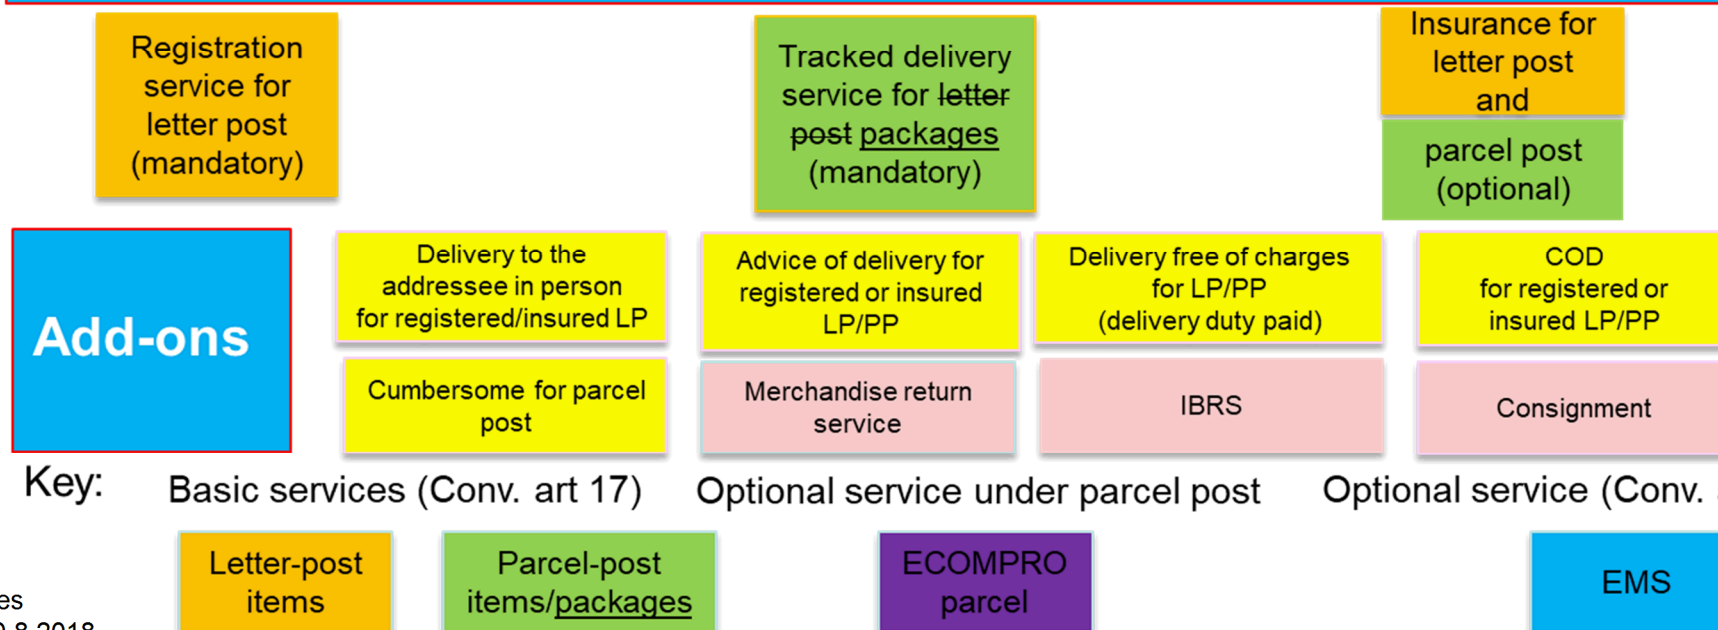 Registration
service for
letter post
(mandatory)
Tracked delivery
service for letter
post packages
(mandatory)
Insurance for
letter post
and
parcel post
(optional)
Add-ons
Delivery to the
addressee in person
for registered/insured LP
Advice of delivery for
registered or insured
LP/PP
Delivery free of charges
for LP/PP
(delivery duty paid)
COD
for registered or
insured LP/PP
Cumbersome for parcel
post
Merchandise return
service
IBRS
Consignment
Key:
Basic services (Conv. art 17)
Optional service under parcel post
Optional service (Conv.
Letter-post
items
Parcel-post
items/packages
ECOMPRO
parcel
EMS
es
8 2018